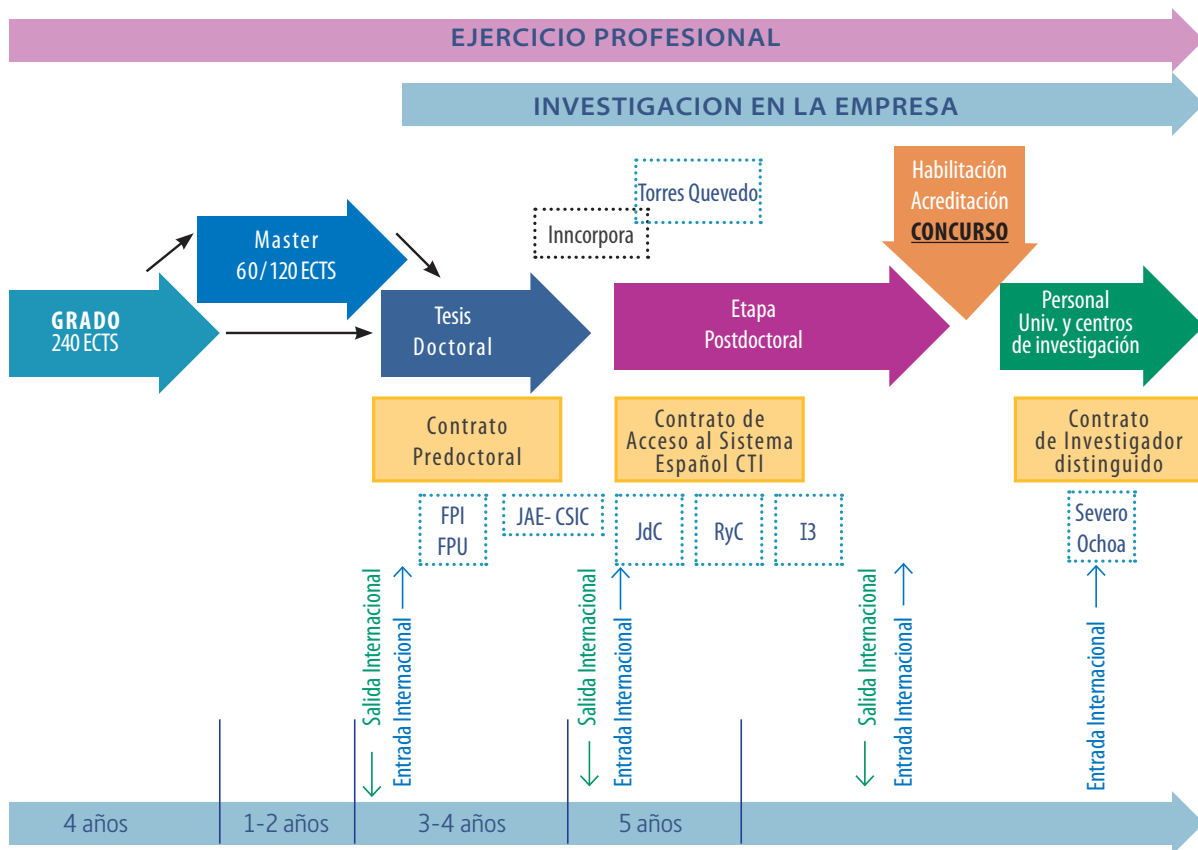 EJERCICIO PROFESIONAL
INVESTIGACION EN LA EMPRESA
Habilitación
Acreditación
CONCURSO
Torres Quevedo
Inncorpora
Master
60/120 ECTS
GRADO
240 ECTS
Tesis
Doctoral
Etapa
Postdoctoral
Personal
Univ. y centros
de investigación
Contrato
Predoctoral
Contrato de
Acceso al Sistema
Español CTI
Contrato
de Investigador
distinguido
FPI
FPU
JAE- CSIC
JdC
RyC
I3
Severo
Ochoa
Salida Internacional
Entrada Internacional
Salida Internacional
Entrada Internacional
Salida Internacional
Entrada Internacional
Entrada Internacional
4 años
1-2 años
3-4 años
5 años